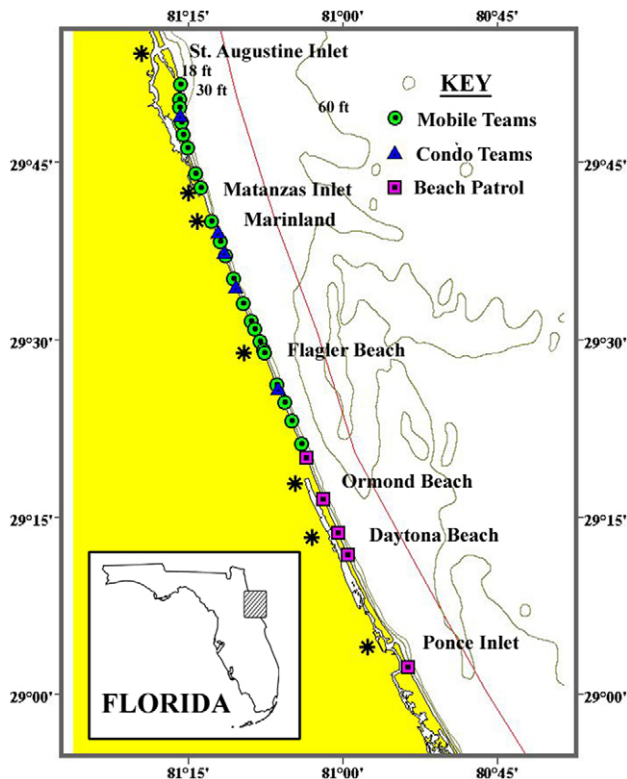 81°15' 81°00' 80°45'
St. Augustine Inlet
18 ft
30 ft
KEY
60 ft
Mobile Teams
Condo Teams
29°45'
29°45'
Matanzas Inlet
Beach Patrol
Marinland
29°30'
29°30'
Flagler Beach
Ormond Beach
29°15'
29°15'
Daytona Beach
Ponce Inlet
29°00'
29°00'
FLORIDA
81°15' 81°00' 80°45'